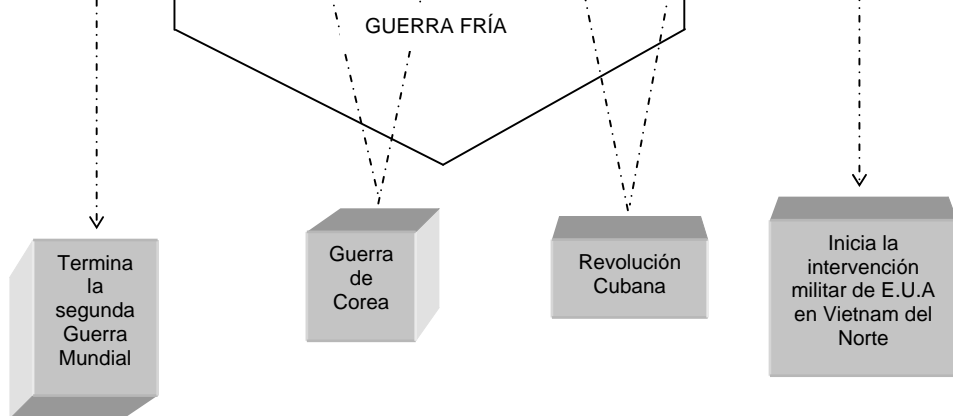 GUERRA FRÍA
Termina
la
segunda
Guerra
Mundial
Guerra
de
Corea
Revolución
Cubana
Inicia la
intervención
militar de E.U.A
en Vietnam del
Norte